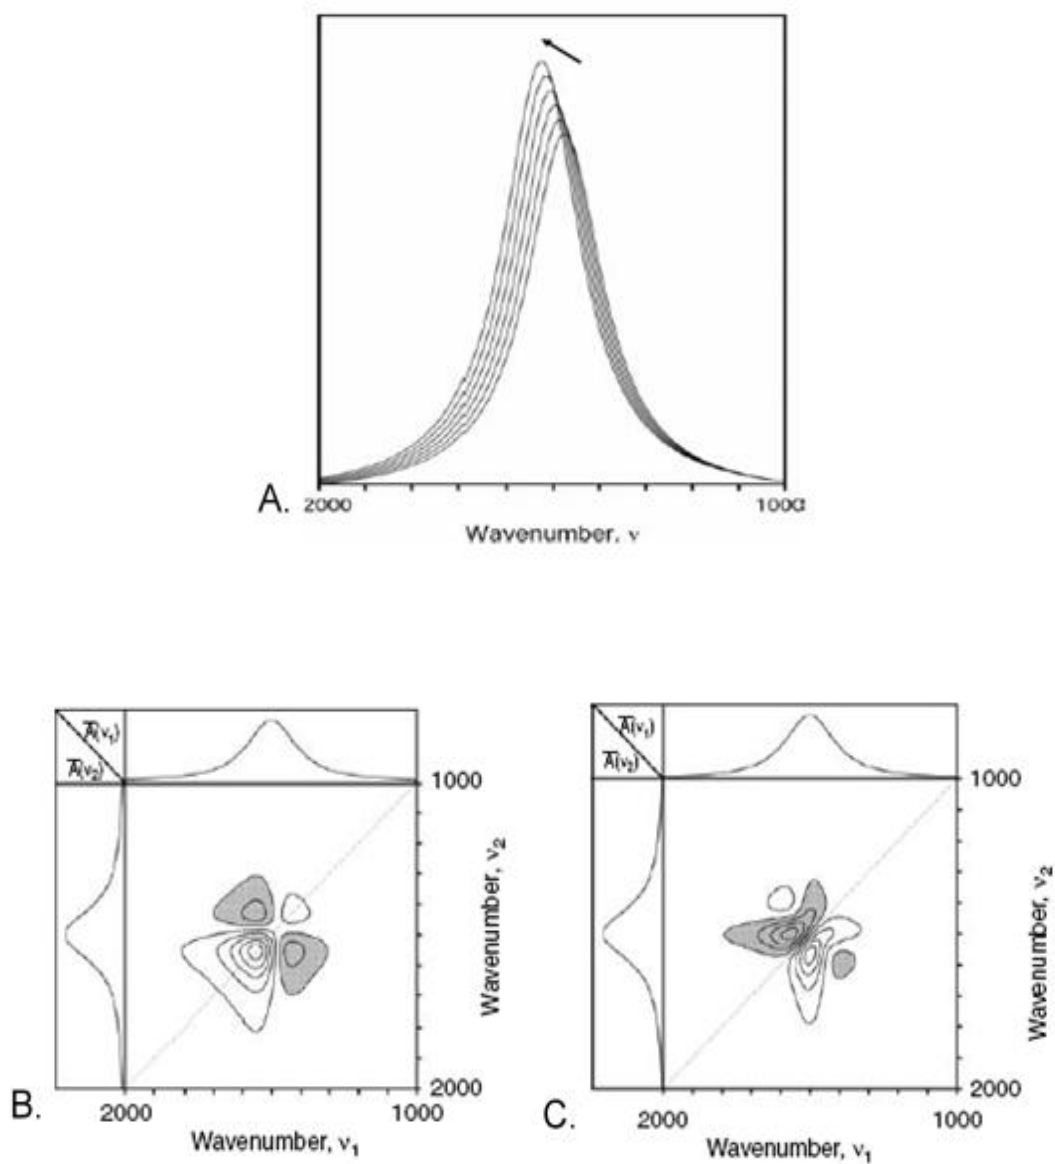 A.
2000
1000
Wavenumber, ν
Ā(ν₁)
Ā(ν₂)
1000
Wavenumber, ν₂
2000
B.
2000
1000
Wavenumber, ν₁
Ā(ν₁)
Ā(ν₂)
1000
Wavenumber, ν₂
2000
C.
2000
1000
Wavenumber, ν₁